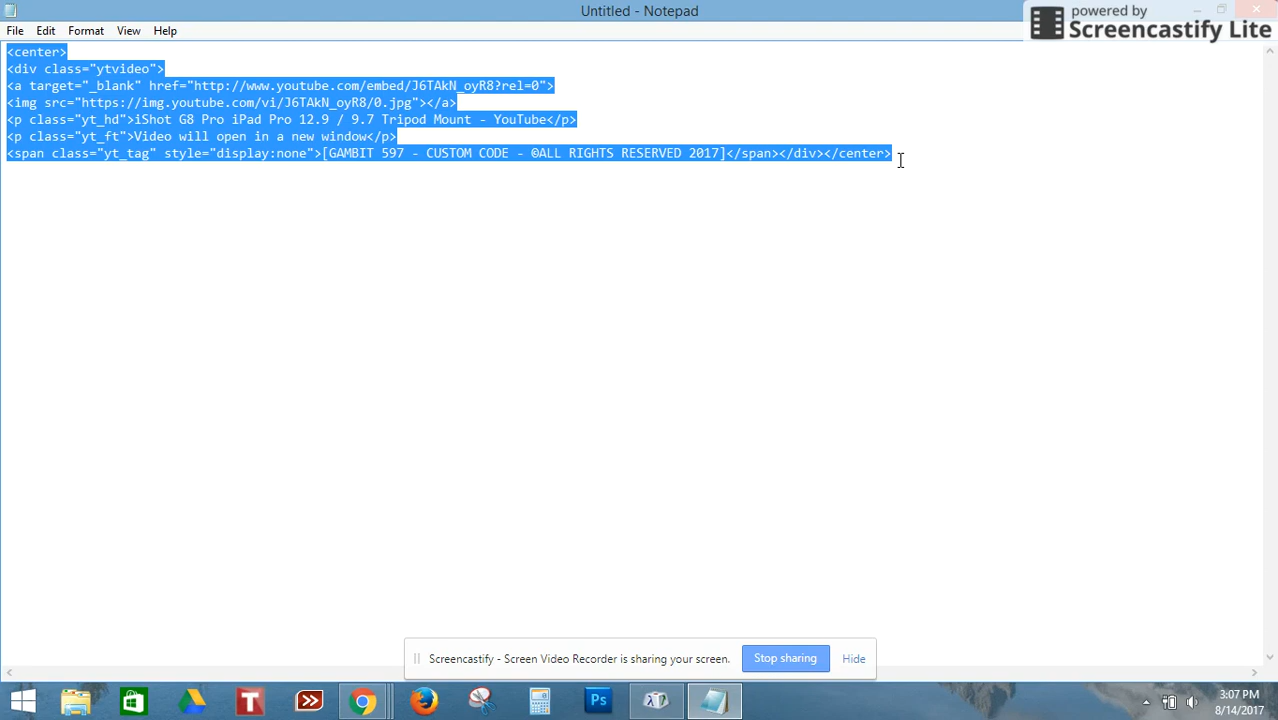 Untitled - Notepad
powered by
Screencastify Lite
File Edit Format View Help
<center>
<div class="ytvideo">
<a target="_blank" href="http://www.youtube.com/embed/J6TAkN_oyR8?rel=0">
<img src="https://img.youtube.com/vi/J6TAkN_oyR8/0.jpg"></a>
<p class="yt_hd">iShot G8 Pro iPad Pro 12.9 / 9.7 Tripod Mount - YouTube</p>
<p class="yt_ft">Video will open in a new window</p>
<span class="yt_tag" style="display:none">[GAMBIT 597 - CUSTOM CODE - ©ALL RIGHTS RESERVED 2017]</span></div></center>
Screencastify - Screen Video Recorder is sharing your screen. Stop sharing Hide
T Ps
3:07 PM
8/14/2017